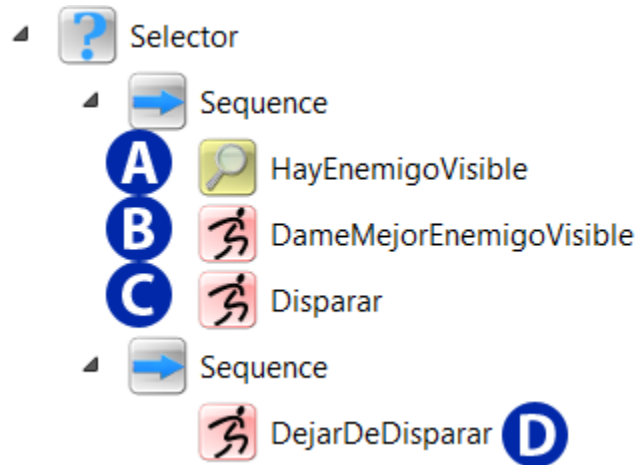 Selector
Sequence
A HayEnemigoVisible
B DameMejorEnemigoVisible
C Disparar
Sequence
DejarDeDisparar D